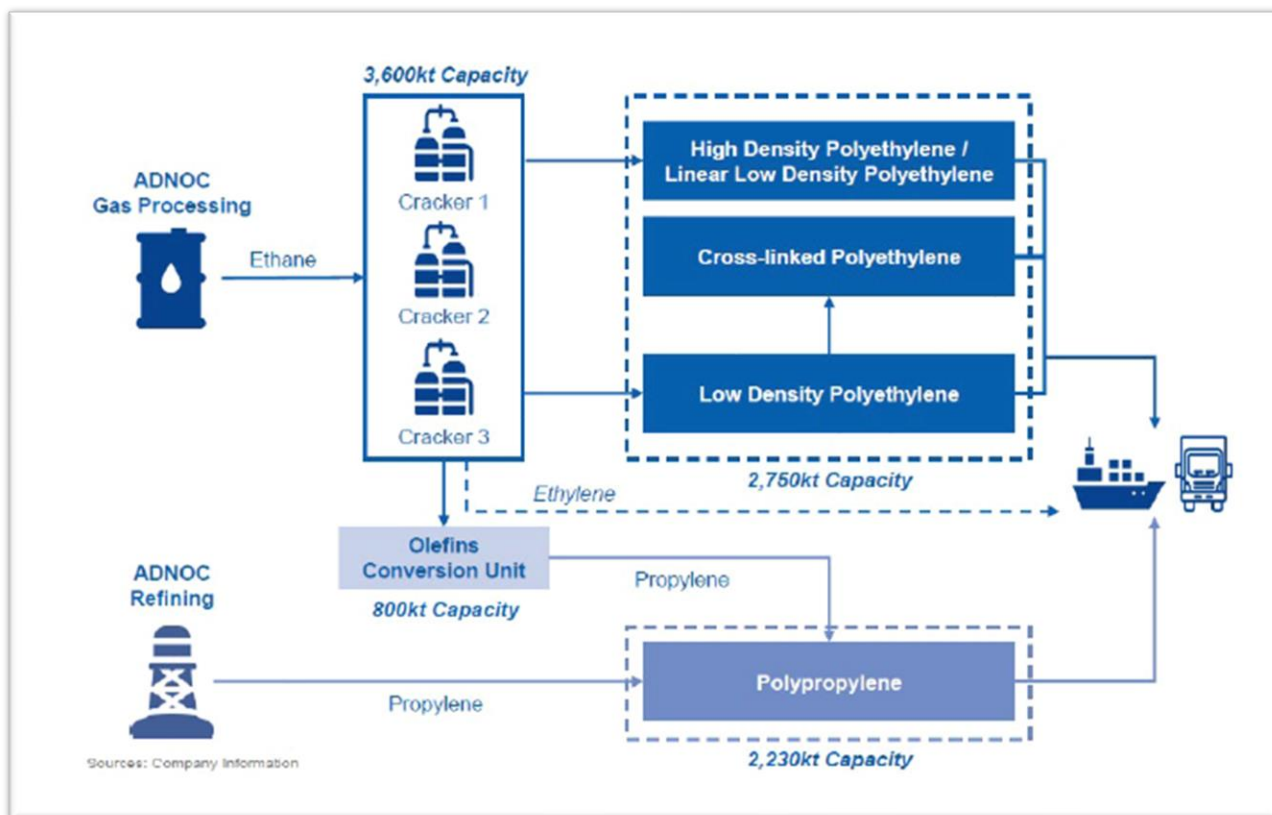 3,600kt Capacity
ADNOC
Gas Processing
Ethane
Cracker 1
Cracker 2
Cracker 3
High Density Polyethylene /
Linear Low Density Polyethylene
Cross-linked Polyethylene
Low Density Polyethylene
2,750kt Capacity
Ethylene
Olefins
Conversion Unit
800kt Capacity
Propylene
ADNOC
Refining
Propylene
Polypropylene
2,230kt Capacity
Sources: Company Information